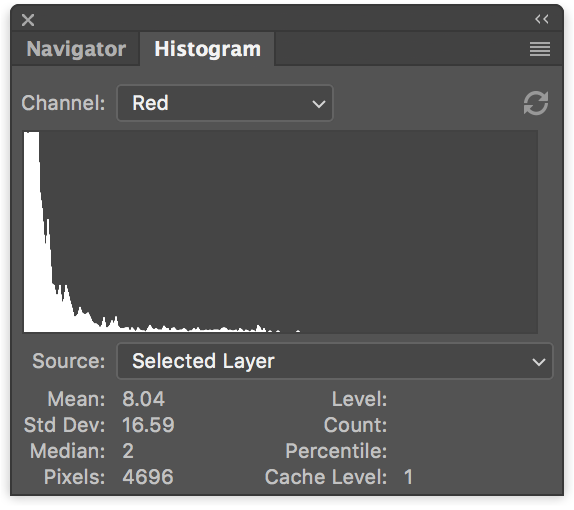 Navigator Histogram
Channel: Red
Source: Selected Layer
Mean: 8.04 Level:
Std Dev: 16.59 Count:
Median: 2 Percentile:
Pixels: 4696 Cache Level: 1